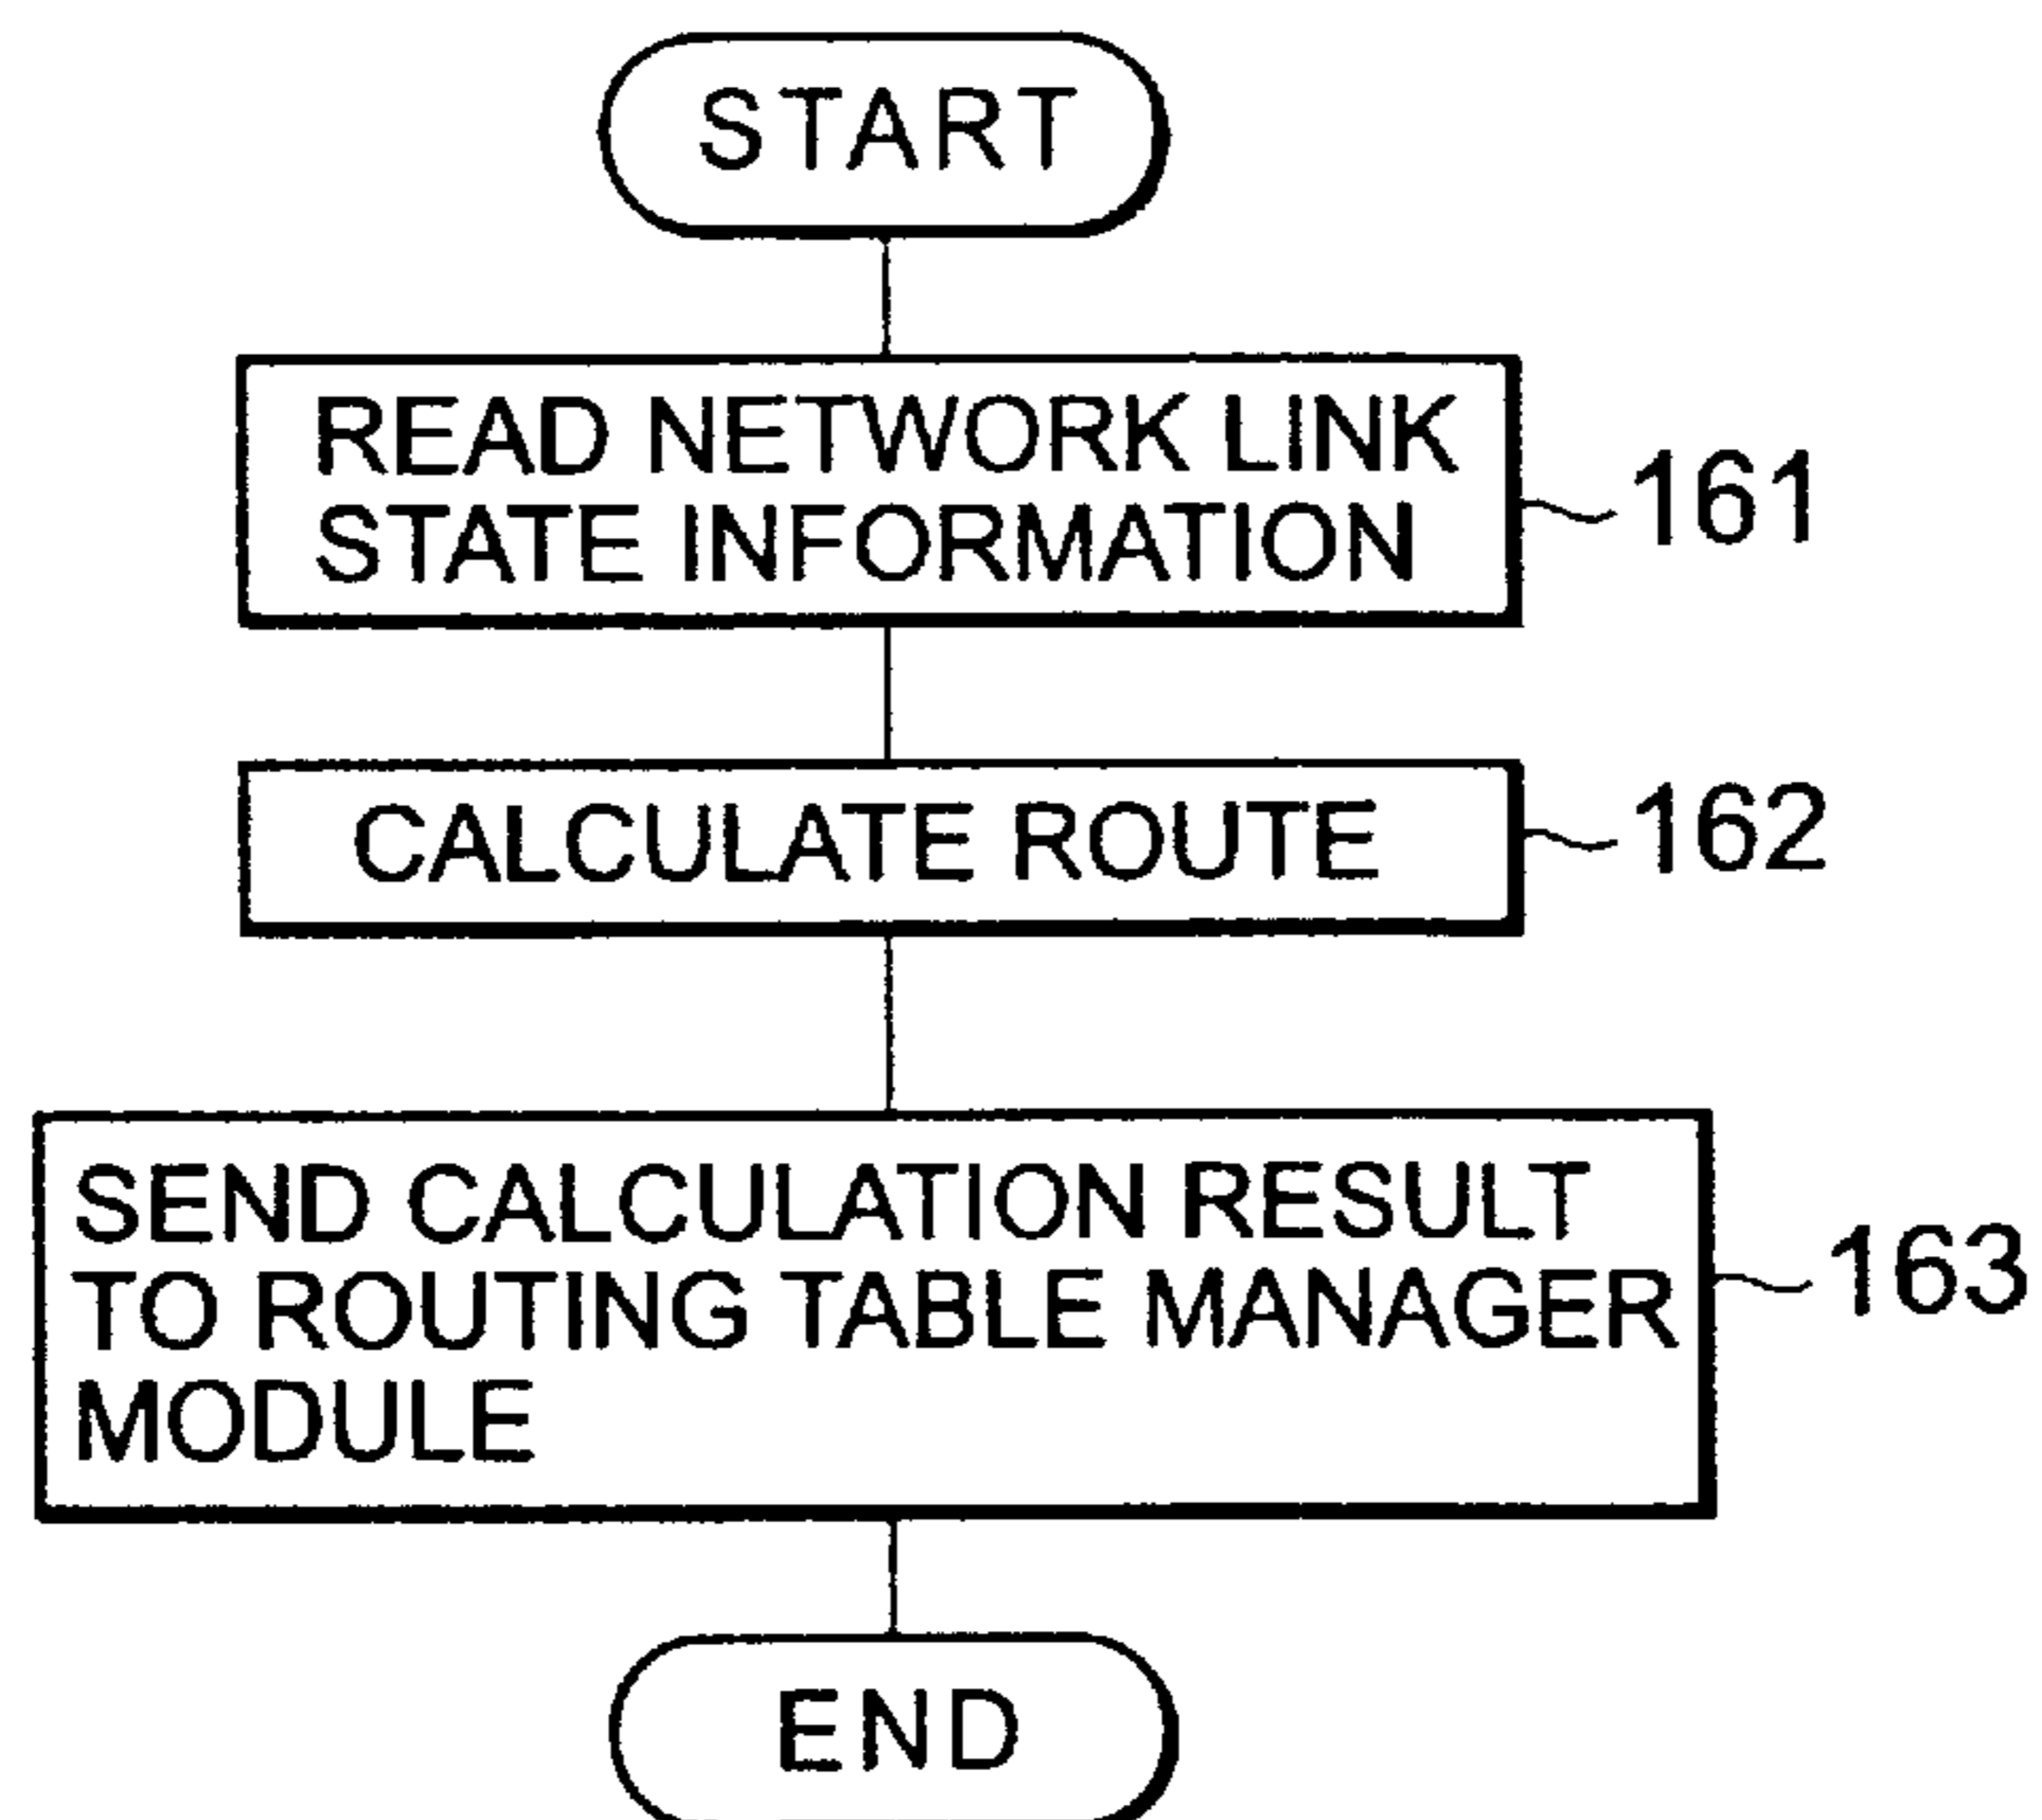 START
READ NETWORK LINK
STATE INFORMATION
161
CALCULATE ROUTE
162
SEND CALCULATION RESULT
TO ROUTING TABLE MANAGER
MODULE
163
END